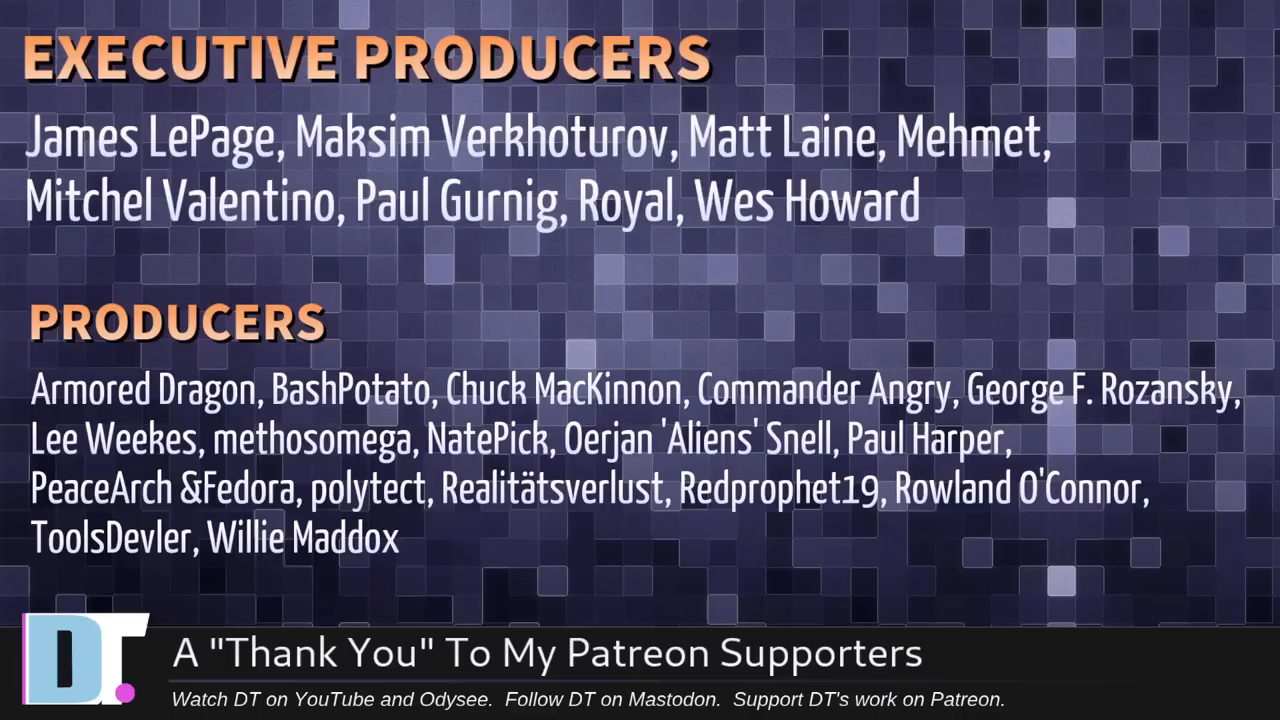 EXECUTIVE PRODUCERS
James LePage, Maksim Verkhoturov, Matt Laine, Mehmet,
Mitchel Valentino, Paul Gurnig, Royal, Wes Howard
PRODUCERS
Armored Dragon, BashPotato, Chuck MacKinnon, Commander Angry, George F. Rozansky,
Lee Weekes, methosomega, NatePick, Oerjan 'Aliens' Snell, Paul Harper,
PeaceArch &Fedora, polytect, Realitätsverlust, Redprophet19, Rowland O'Connor,
ToolsDevler, Willie Maddox
DT.
A "Thank You" To My Patreon Supporters
Watch DT on YouTube and Odysee.  Follow DT on Mastodon.  Support DT's work on Patreon.